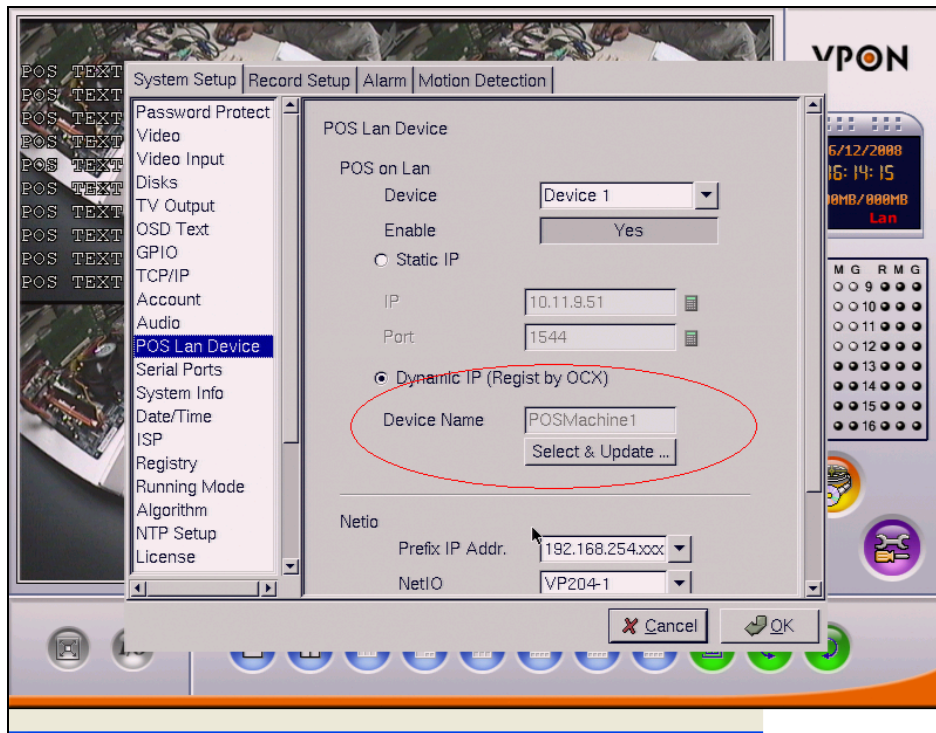 VPON
POS TEXT
POS TEXT
POS TEXT
POS TEXT
POS TEXT
POS TEXT
POS TEXT
POS TEXT
POS TEXT
POS TEXT
System Setup Record Setup Alarm Motion Detection
Password Protect
Video
Video Input
Disks
TV Output
OSD Text
GPIO
TCP/IP
Account
Audio
POS Lan Device
Serial Ports
System Info
Date/Time
ISP
Registry
Running Mode
Algorithm
NTP Setup
License
POS Lan Device
POS on Lan
Device Device 1
Enable Yes
Static IP
IP 10.11.9.51
Port 1544
Dynamic IP (Regist by OCX)
Device Name POSMachine1
Select & Update ...
Netio
Prefix IP Addr. 192.168.254.xxx
NetIO VP204-1
Cancel OK
6/12/2008
16:14:15
0MB/000MB
Lan
M G R M G
9
10
11
12
13
14
15
16